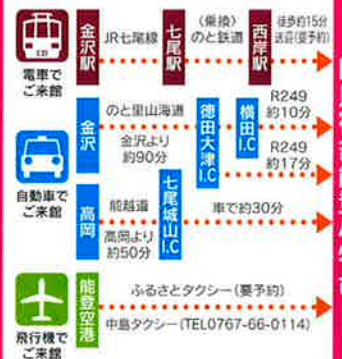 電車で
ご来館
金沢駅
JR七尾線
七尾駅
〈乗換〉
のと鉄道
西岸駅
徒歩約15分
送迎(要予約)
自動車で
ご来館
金沢
のと里山海道
金沢より
約90分
徳田大津I.C
横田I.C
R249
約10分
R249
約17分
高岡
能越道
高岡より
約50分
七尾城山I.C
車で約30分
飛行機で
ご来館
能登空港
ふるさとタクシー(要予約)
中島タクシー(TEL0767-66-0114)